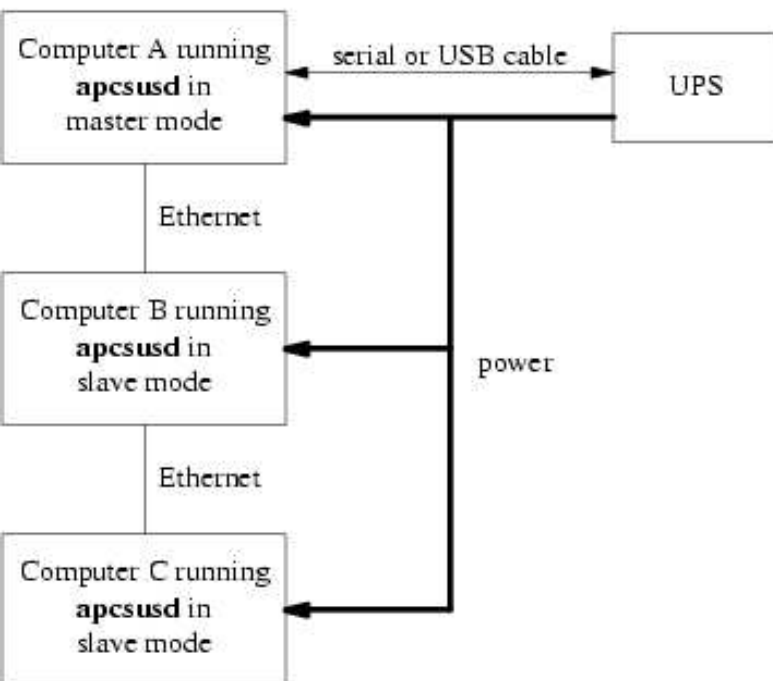 Computer A running
apcsusd in
master mode
serial or USB cable
UPS
Ethernet
Computer B running
apcsusd in
slave mode
power
Ethernet
Computer C running
apcsusd in
slave mode